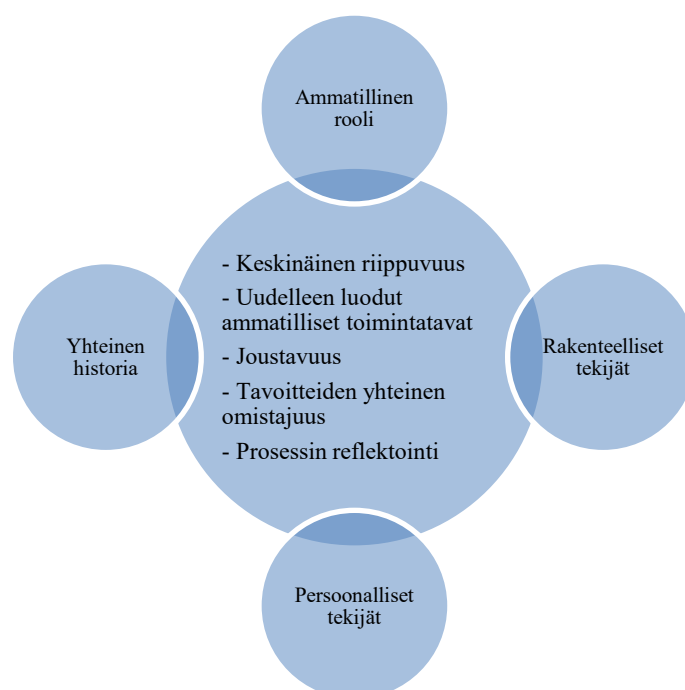 Ammatillinen
rooli
- Keskinäinen riippuvuus
- Uudelleen luodut
ammatilliset toimintatavat
- Joustavuus
- Tavoitteiden yhteinen
omistajuus
- Prosessin reflektointi
Yhteinen
historia
Rakenteelliset
tekijät
Persoonalliset
tekijät